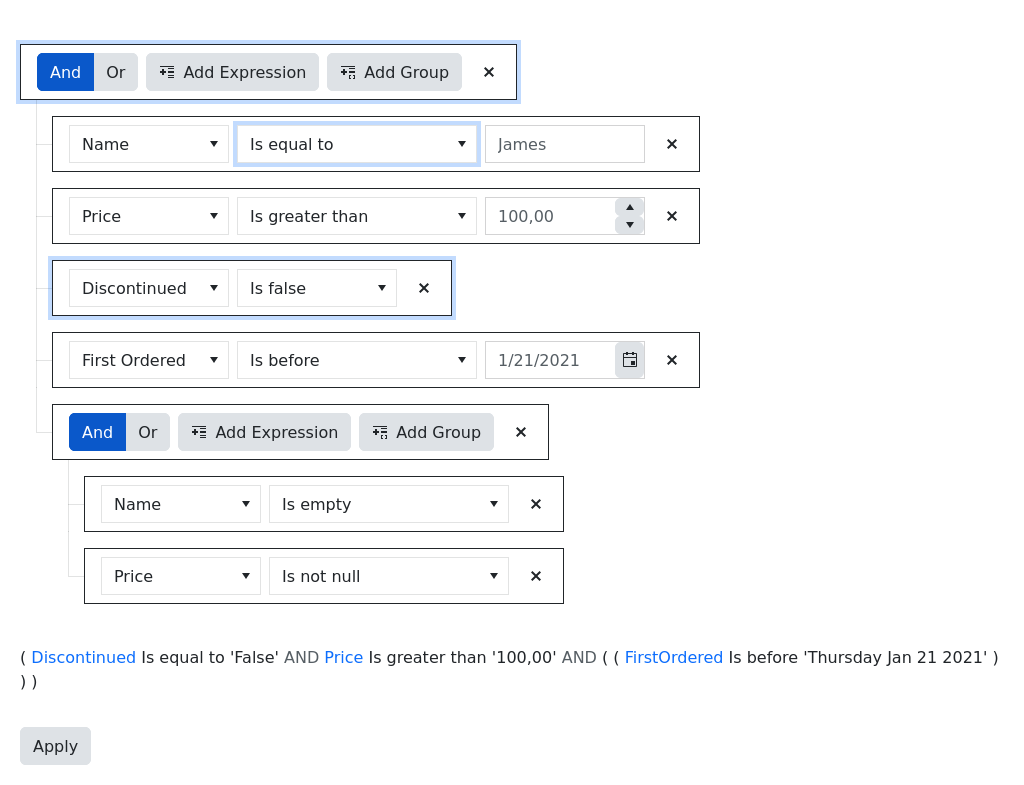 And Or Add Expression Add Group
Name Is equal to James
Price Is greater than 100,00
Discontinued Is false
First Ordered Is before 1/21/2021
And Or Add Expression Add Group
Name Is empty
Price Is not null
( Discontinued Is equal to 'False' AND Price Is greater than '100,00' AND ( ( FirstOrdered Is before 'Thursday Jan 21 2021' )
) )
Apply